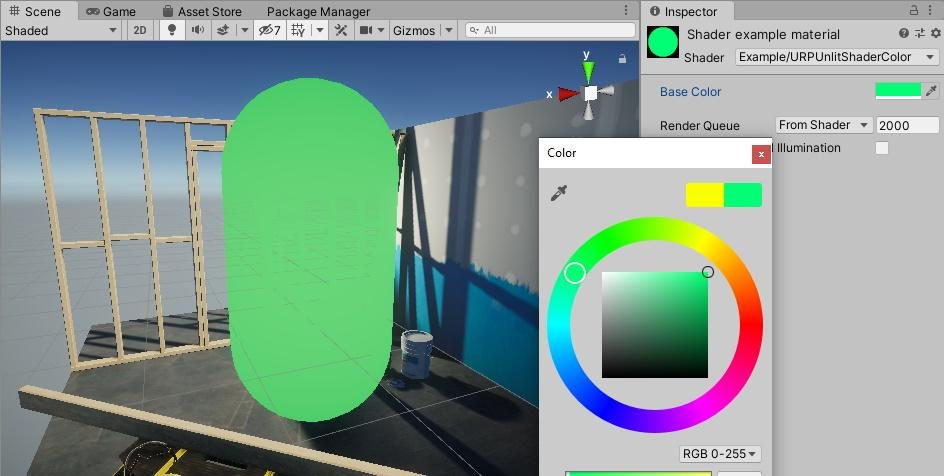 Scene Game Asset Store Package Manager
Shaded 2D 7 Gizmos All
y
x
Inspector
Shader example material
Shader Example/URPUnlitShaderColor
Base Color
Render Queue From Shader 2000
l Illumination
Color
x
RGB 0-255